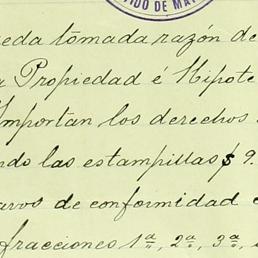 IDO DE MA
eda tomada razón de
Propiedad é Hipote
Importan los derechos
ndo las estampillas $ 9.
avos de conformidad
fracciones 1ª, 2ª, 3ª,